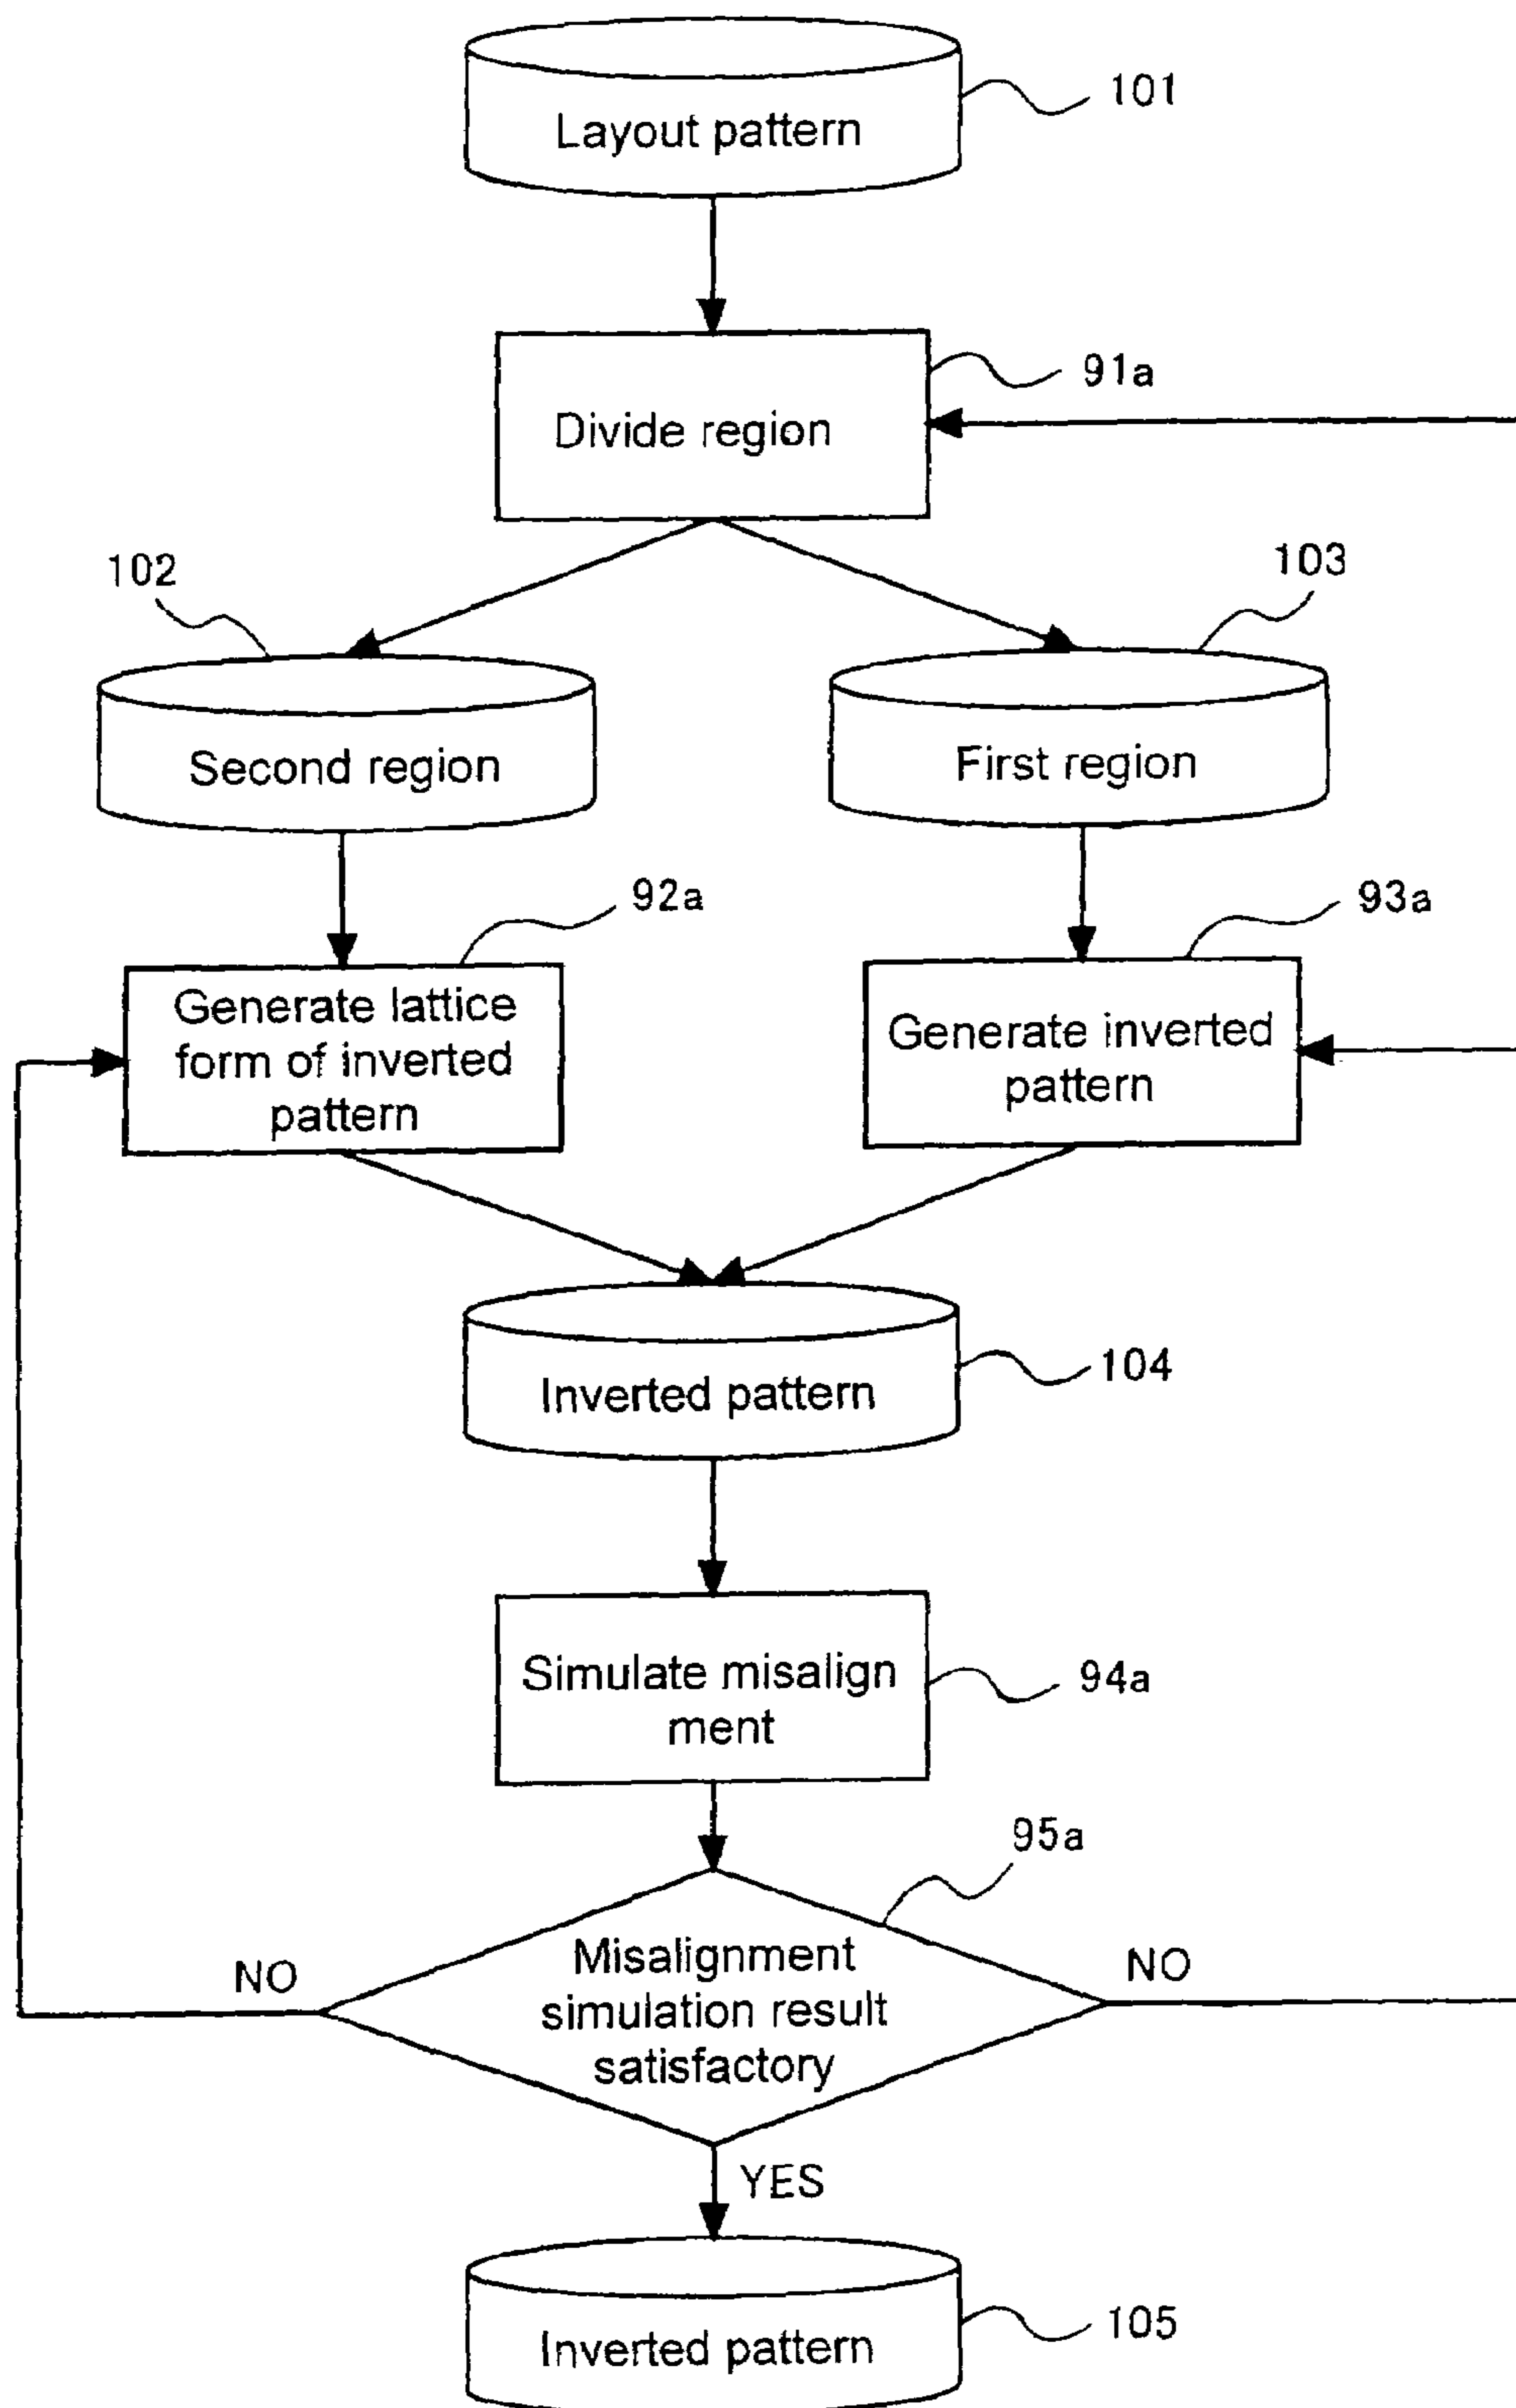 101
Layout pattern
91a
Divide region
102
103
Second region
First region
92a
93a
Generate lattice
form of inverted
pattern
Generate inverted
pattern
104
Inverted pattern
Simulate misalign
ment
94a
95a
NO
NO
Misalignment
simulation result
satisfactory
YES
105
Inverted pattern